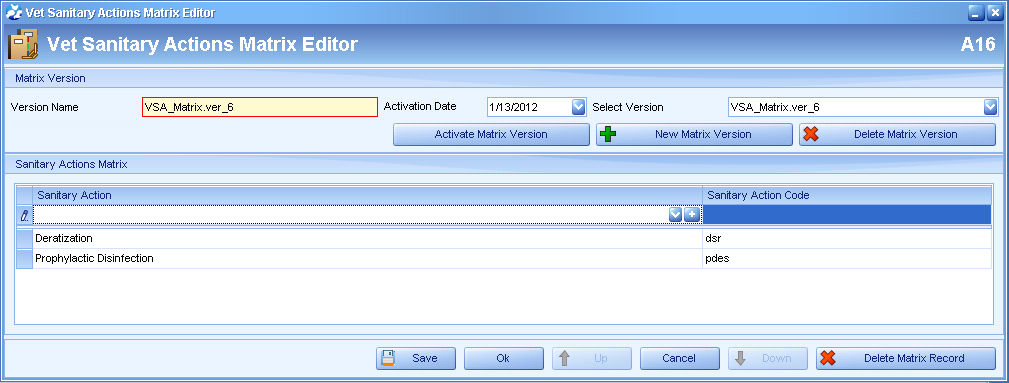 Vet Sanitary Actions Matrix Editor
Vet Sanitary Actions Matrix Editor A16
Matrix Version
Version Name VSA_Matrix.ver_6 Activation Date 1/13/2012 Select Version VSA_Matrix.ver_6
Activate Matrix Version New Matrix Version Delete Matrix Version
Sanitary Actions Matrix
Sanitary Action Sanitary Action Code
Deratization dsr
Prophylactic Disinfection pdes
Save Ok Up Cancel Down Delete Matrix Record